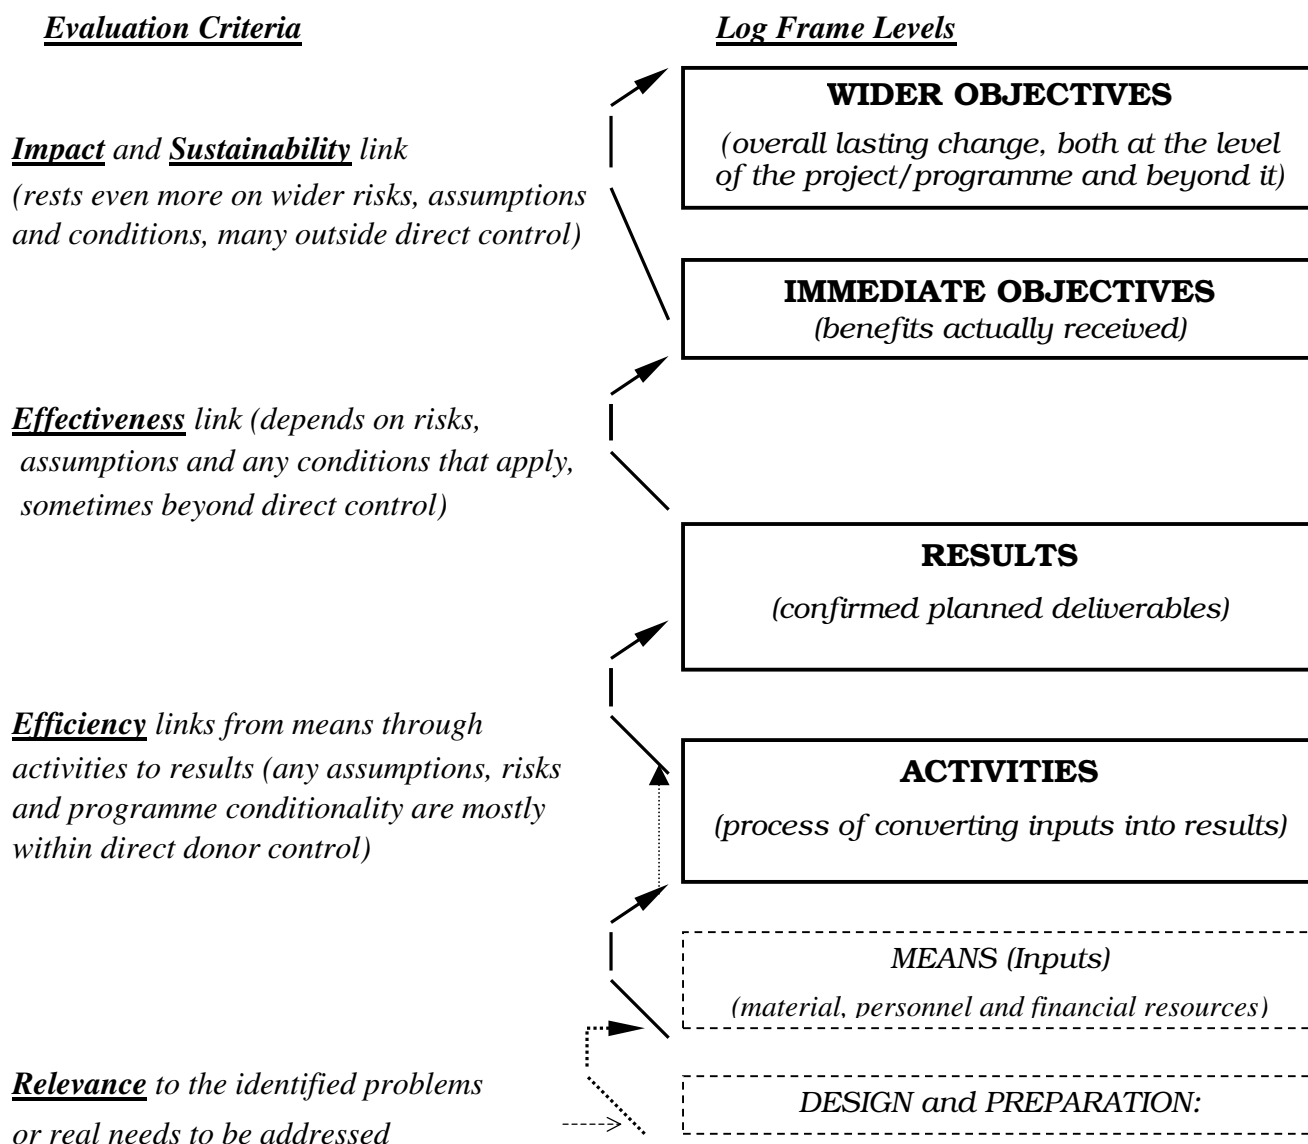 Evaluation Criteria
Log Frame Levels
WIDER OBJECTIVES
(overall lasting change, both at the level
of the project/programme and beyond it)
Impact and Sustainability link
(rests even more on wider risks, assumptions
and conditions, many outside direct control)
IMMEDIATE OBJECTIVES
(benefits actually received)
Effectiveness link (depends on risks,
assumptions and any conditions that apply,
sometimes beyond direct control)
RESULTS
(confirmed planned deliverables)
Efficiency links from means through
activities to results (any assumptions, risks
and programme conditionality are mostly
within direct donor control)
ACTIVITIES
(process of converting inputs into results)
MEANS (Inputs)
(material, personnel and financial resources)
Relevance to the identified problems
or real needs to be addressed
DESIGN and PREPARATION: